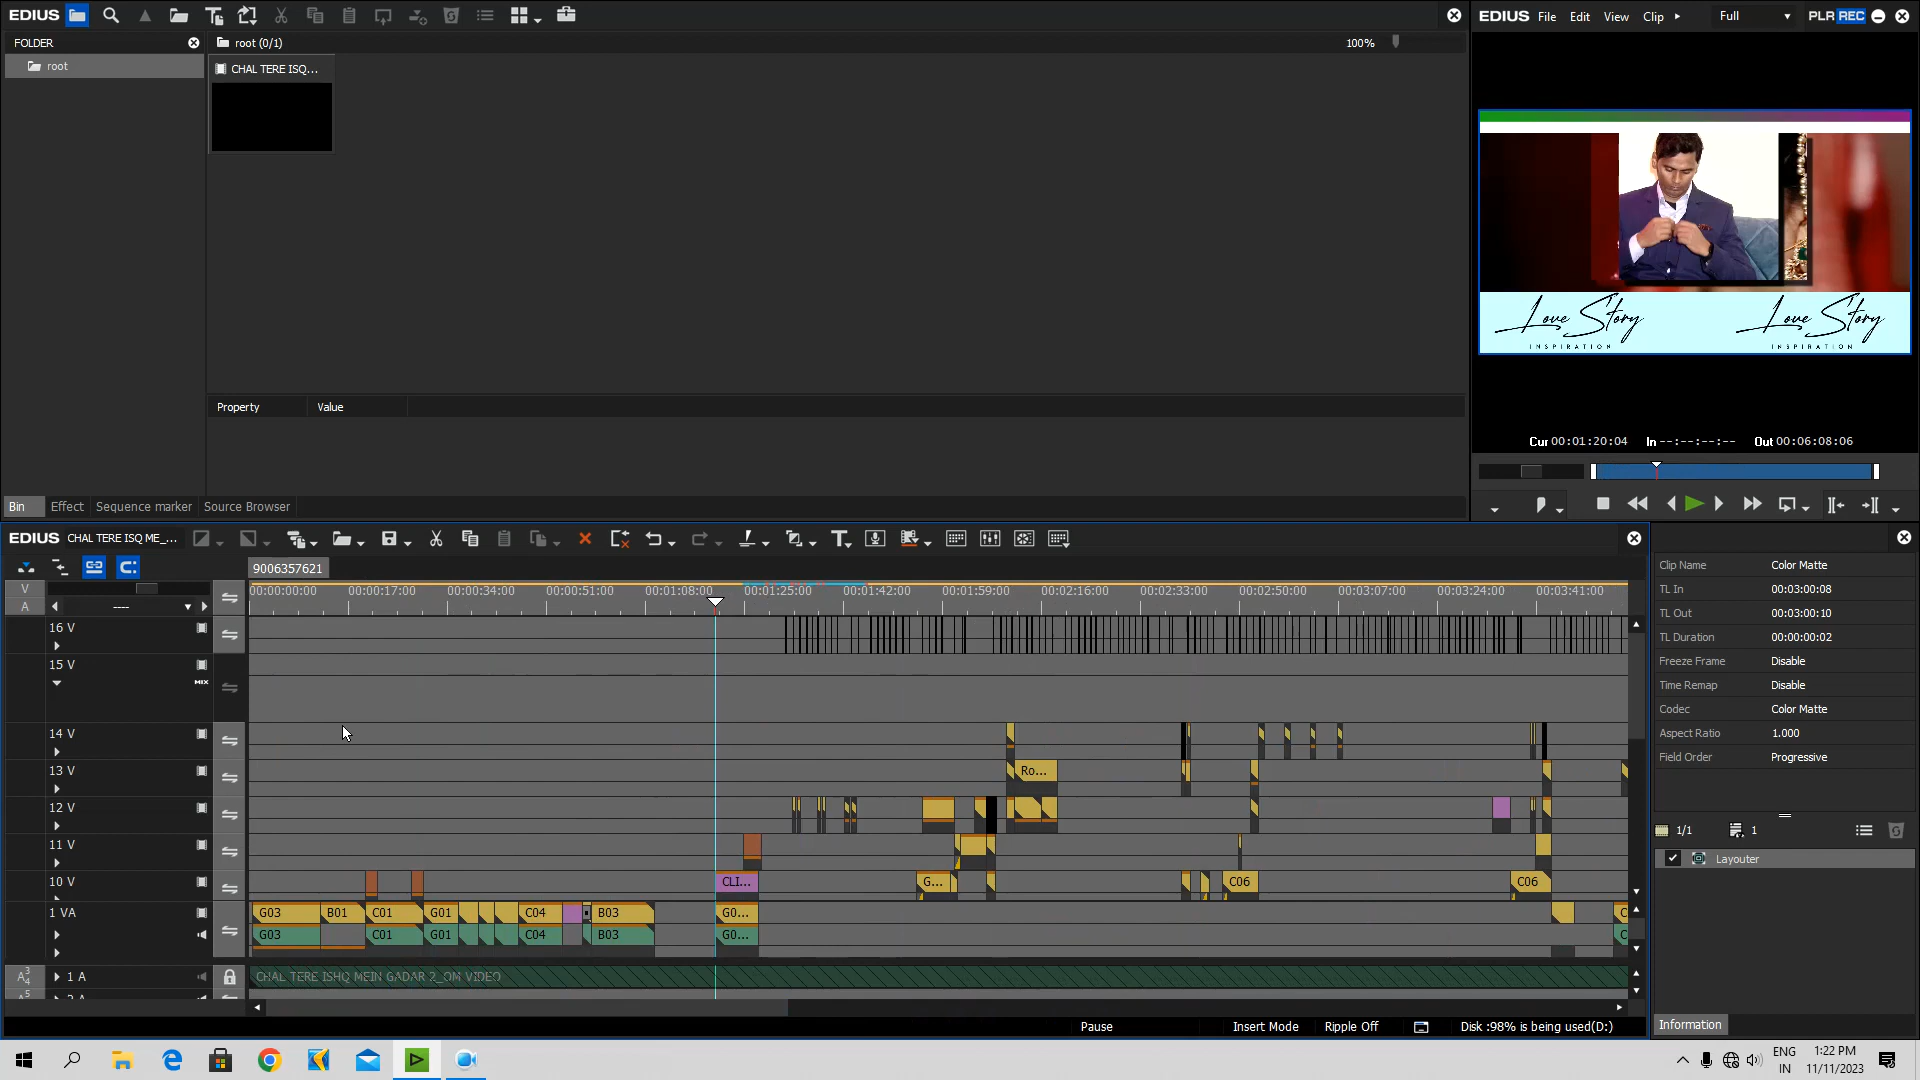 EDIUS
EDIUS File Edit View Clip Full PLR REC
FOLDER
root (0/1)
100%
root
CHAL TERE ISQ...
Love Story
INSPIRATION
Love Story
INSPIRATION
Property Value
Cur 00:01:20:04 In --:--:--:-- Out 00:06:08:06
Bin Effect Sequence marker Source Browser
EDIUS CHAL TERE ISQ ME_...
9006357621
V
A ----
00:00:00:00 00:00:17:00 00:00:34:00 00:00:51:00 00:01:08:00 00:01:25:00 00:01:42:00 00:01:59:00 00:02:16:00 00:02:33:00 00:02:50:00 00:03:07:00 00:03:24:00 00:03:41:00
16 V
15 V
MIX
14 V
13 V Ro...
12 V
11 V
10 V CLI... G... C06 C06
1 VA G03 B01 C01 G01 C04 B03 G0... C
G03 C01 G01 C04 B03 G0... C
A3
A4 1 A CHAL TERE ISHQ MEIN GADAR 2_OM VIDEO
A5 2 A
Pause Insert Mode Ripple Off Disk :98% is being used(D:)
Clip Name Color Matte
TL In 00:03:00:08
TL Out 00:03:00:10
TL Duration 00:00:00:02
Freeze Frame Disable
Time Remap Disable
Codec Color Matte
Aspect Ratio 1.000
Field Order Progressive
1/1 1
Layouter
Information
ENG
IN
1:22 PM
11/11/2023